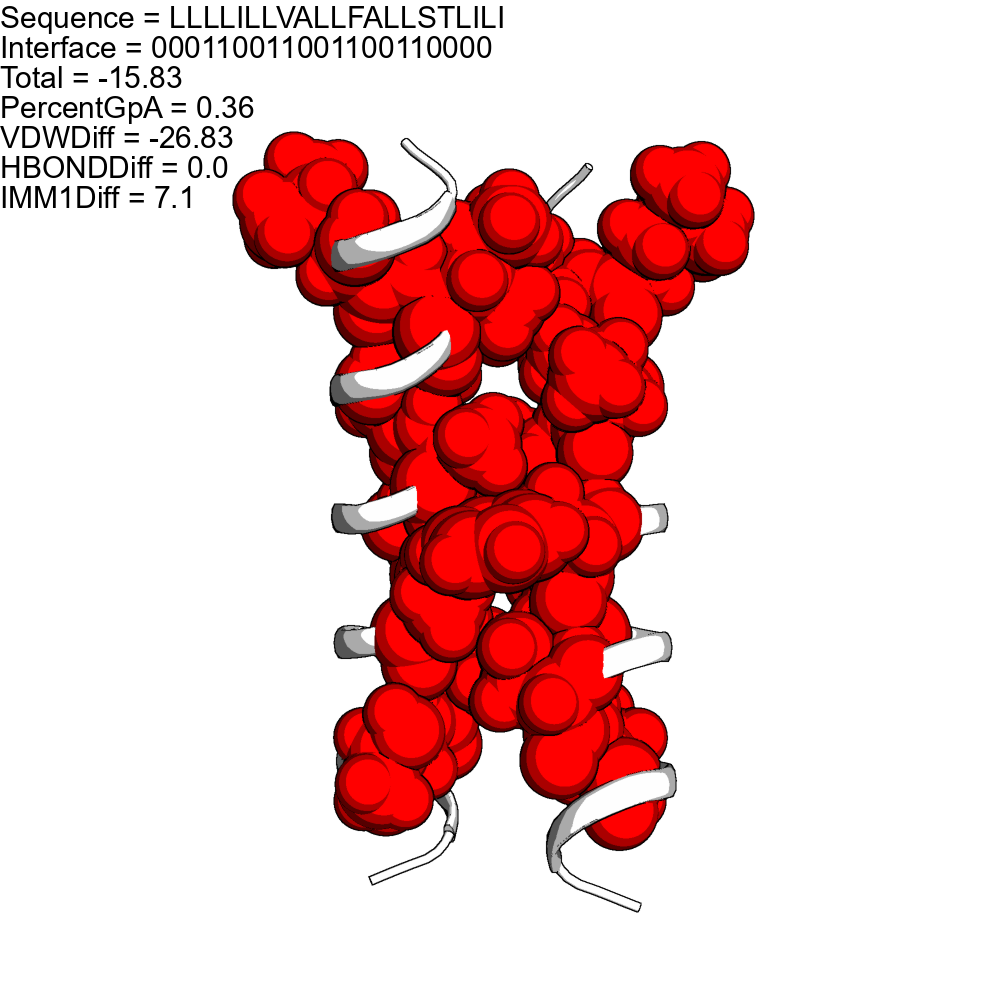 Sequence = LLLLILLVALLFALLSTLILI
Interface = 000110011001100110000
Total = -15.83
PercentGpA = 0.36
VDWDiff = -26.83
HBONDDiff = 0.0
IMM1Diff = 7.1